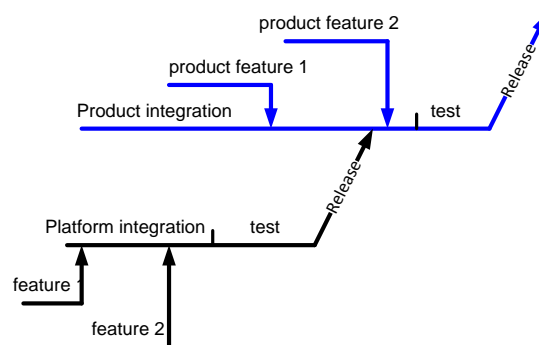 product feature 2
product feature 1
Release
Product integration
test
Release
Platform integration
test
feature 1
feature 2